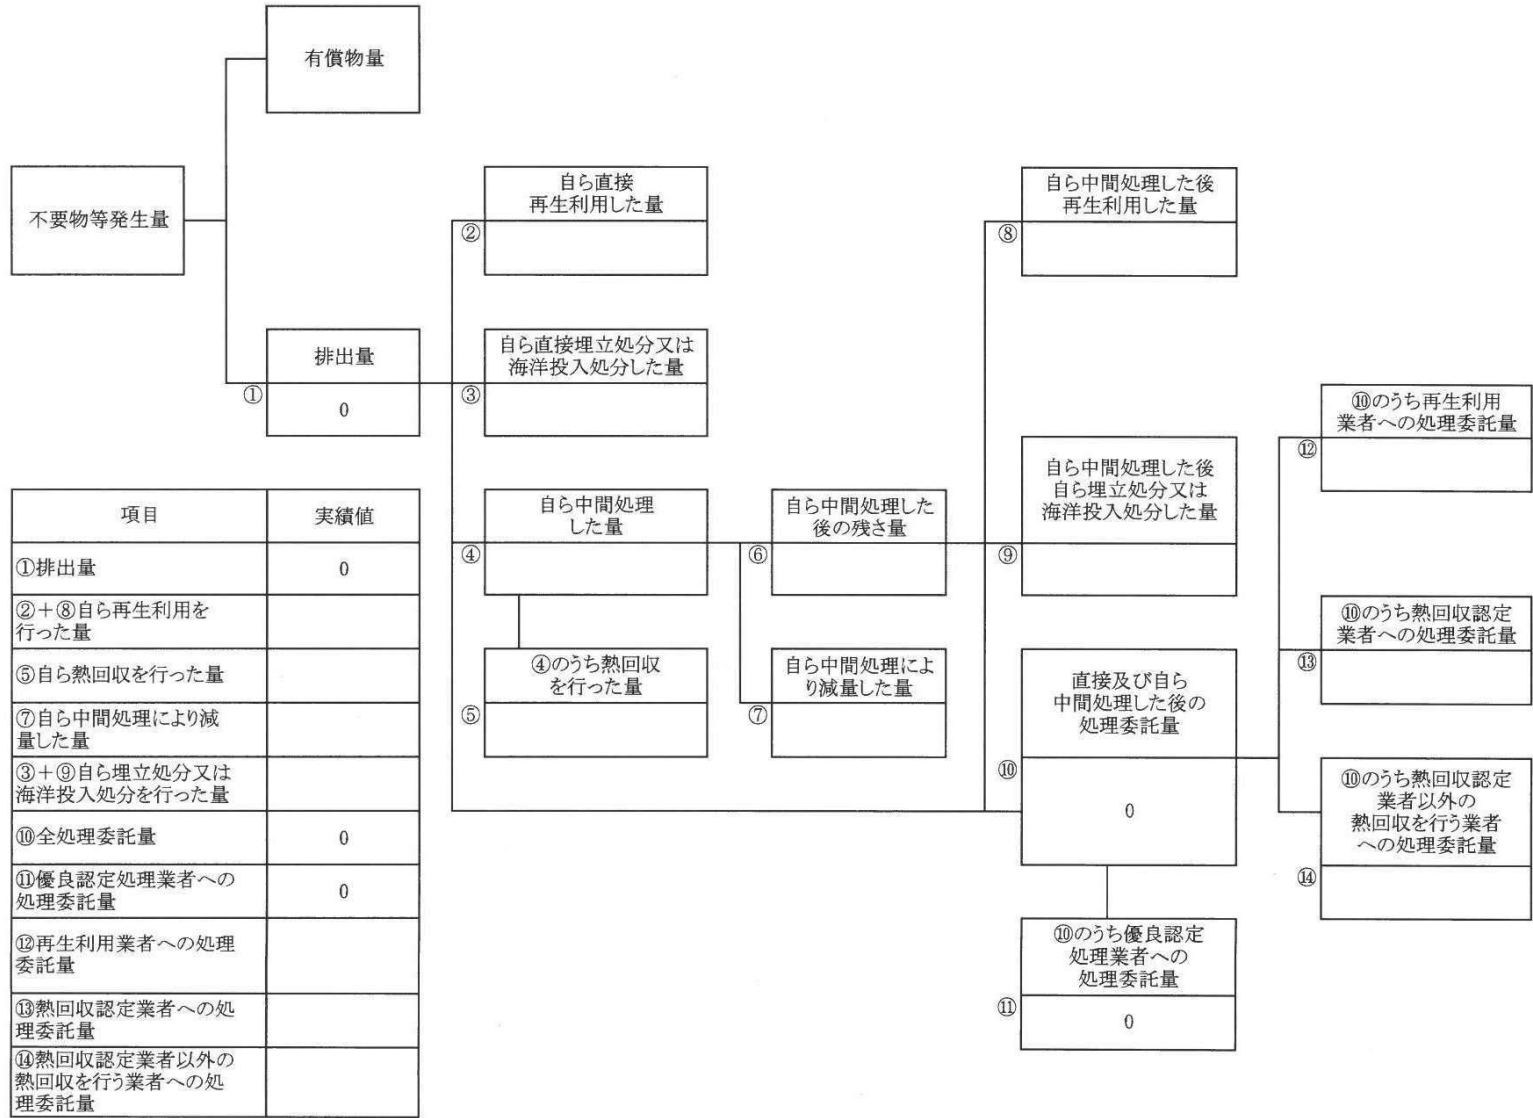 有償物量
不要物等発生量
自ら直接
再生利用した量
②
自ら中間処理した後
再生利用した量
⑧
排出量
①
0
自ら直接埋立処分又は
海洋投入処分した量
③
⑩のうち再生利用
業者への処理委託量
⑫
自ら中間処理
した量
④
自ら中間処理した
後の残さ量
⑥
自ら中間処理した後
自ら埋立処分又は
海洋投入処分した量
⑨
⑩のうち熱回収認定
業者への処理委託量
⑬
④のうち熱回収
を行った量
⑤
自ら中間処理によ
り減量した量
⑦
直接及び自ら
中間処理した後の
処理委託量
⑩
0
⑩のうち熱回収認定
業者以外の
熱回収を行う業者
への処理委託量
⑭
⑩のうち優良認定
処理業者への
処理委託量
⑪
0
項目 実績値
①排出量 0
②+⑧自ら再生利用を
行った量
⑤自ら熱回収を行った量
⑦自ら中間処理により減
量した量
③+⑨自ら埋立処分又は
海洋投入処分を行った量
⑩全処理委託量 0
⑪優良認定処理業者への
処理委託量 0
⑫再生利用業者への処理
委託量
⑬熱回収認定業者への処
理委託量
⑭熱回収認定業者以外の
熱回収を行う業者への処
理委託量